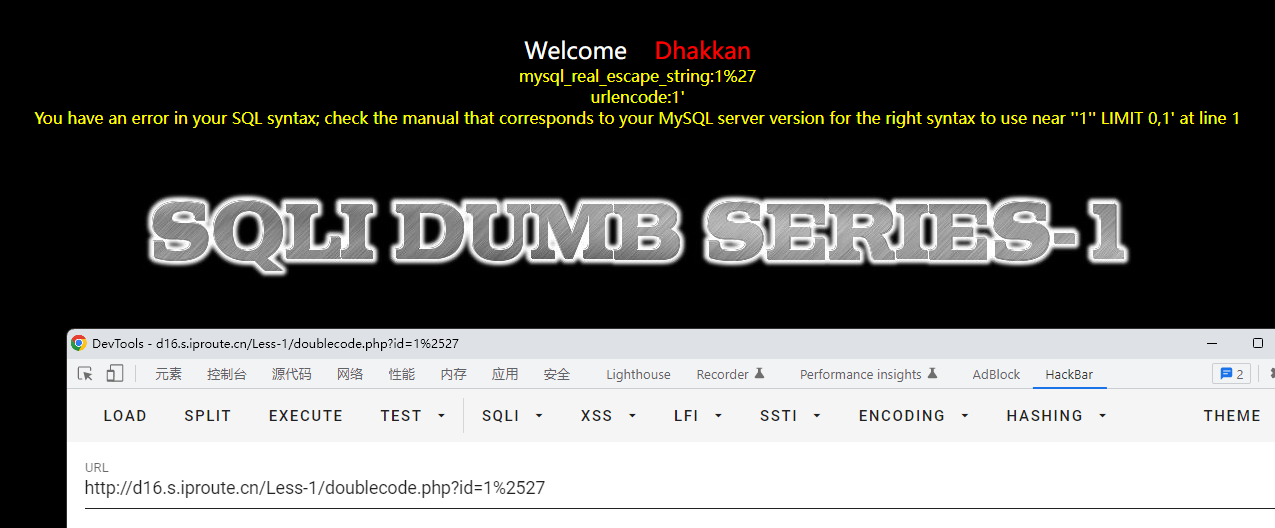 Welcome Dhakkan
mysql_real_escape_string:1%27
urlencode:1'
You have an error in your SQL syntax; check the manual that corresponds to your MySQL server version for the right syntax to use near ''1'' LIMIT 0,1' at line 1
SQLI DUMB SERIES-1
DevTools - d16.s.iproute.cn/Less-1/doublecode.php?id=1%2527
元素 控制台 源代码 网络 性能 内存 应用 安全 Lighthouse Recorder Performance insights AdBlock HackBar 2
LOAD SPLIT EXECUTE TEST SQLI XSS LFI SSTI ENCODING HASHING THEME
URL
http://d16.s.iproute.cn/Less-1/doublecode.php?id=1%2527